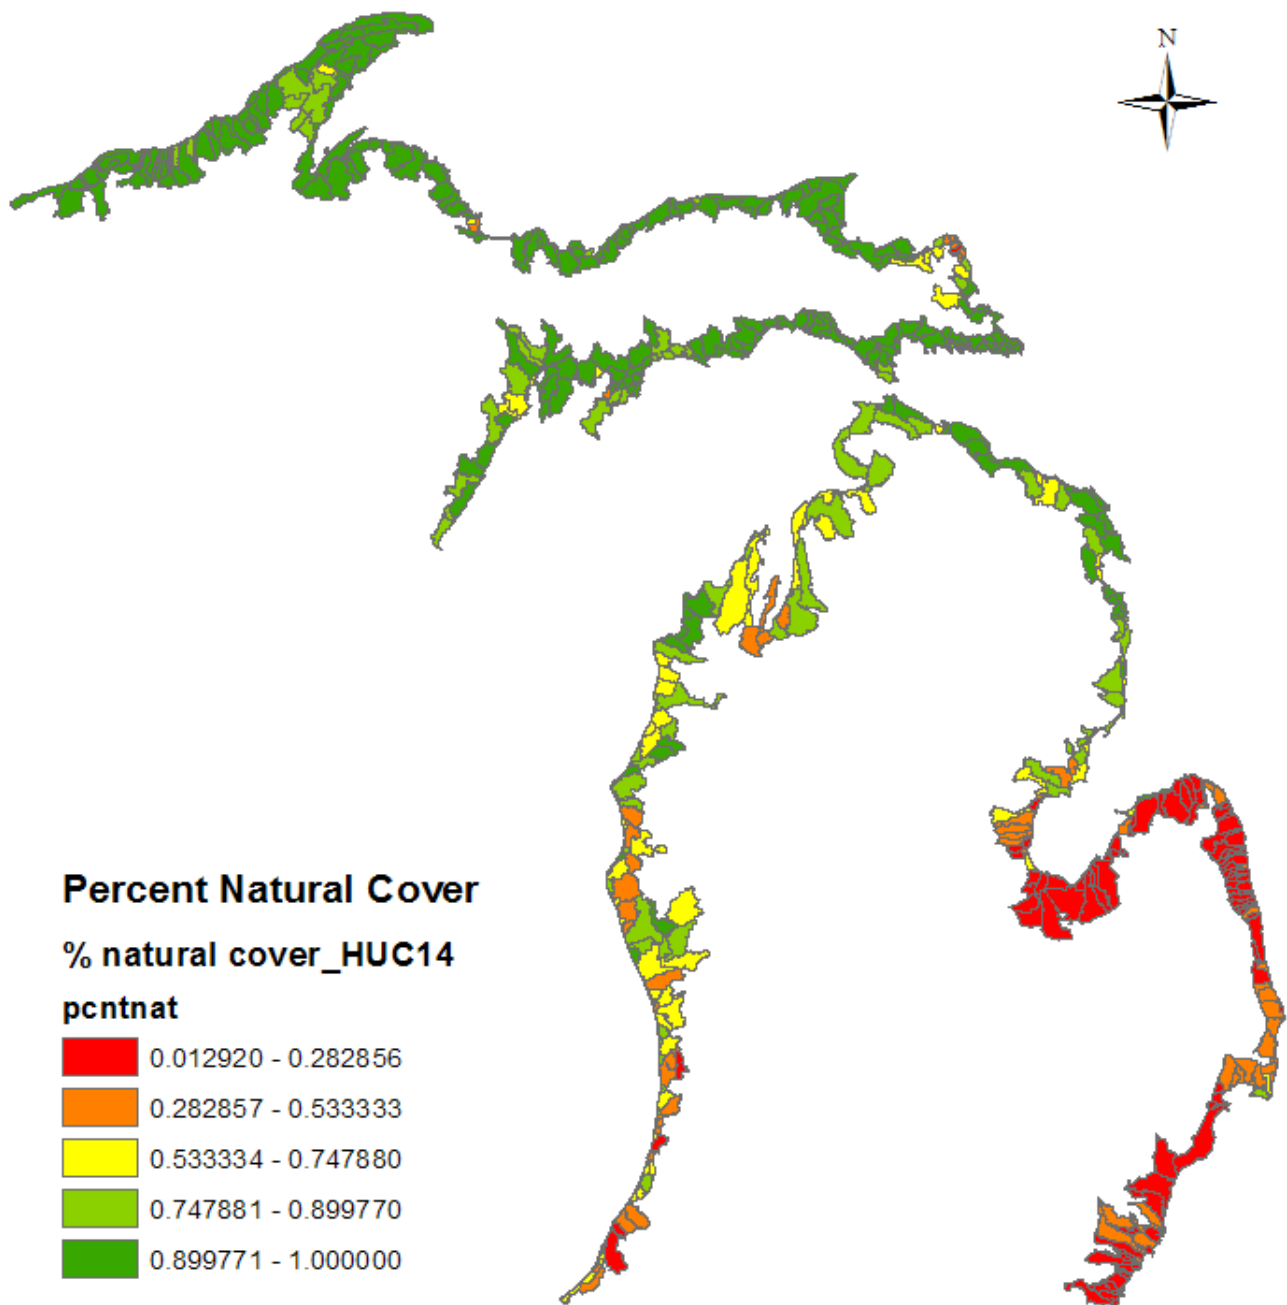 N
Percent Natural Cover
% natural cover_HUC14
pcntnat
0.012920 - 0.282856
0.282857 - 0.533333
0.533334 - 0.747880
0.747881 - 0.899770
0.899771 - 1.000000